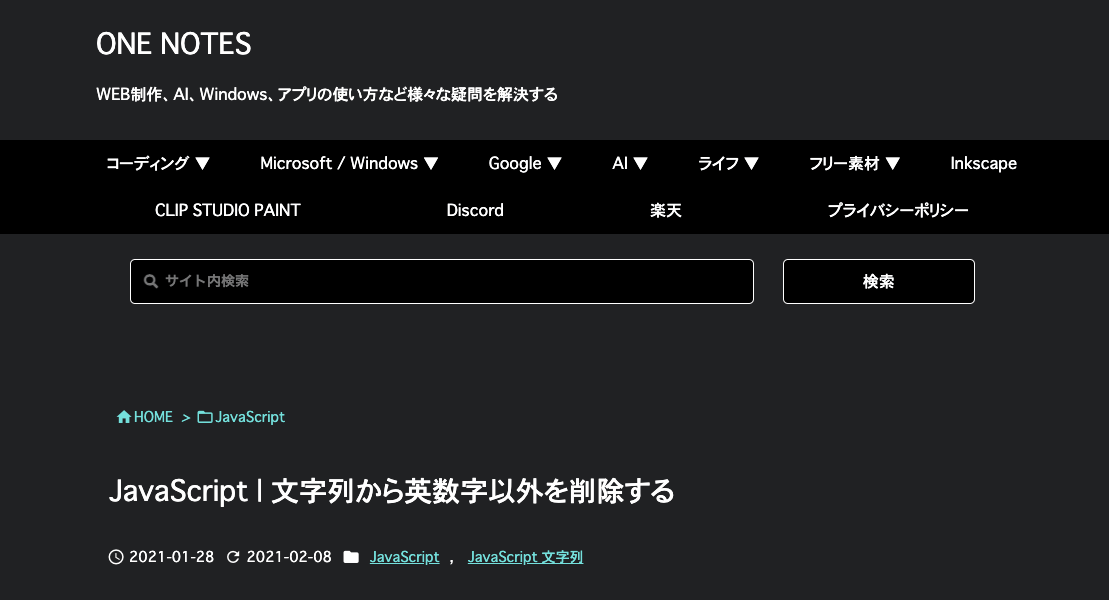 ONE NOTES
WEB制作、AI、Windows、アプリの使い方など様々な疑問を解決する
コーディング ▼ Microsoft / Windows ▼ Google ▼ AI ▼ ライフ ▼ フリー素材 ▼ Inkscape
CLIP STUDIO PAINT Discord 楽天 プライバシーポリシー
サイト内検索 検索
HOME > JavaScript
JavaScript | 文字列から英数字以外を削除する
2021-01-28 2021-02-08 JavaScript , JavaScript 文字列